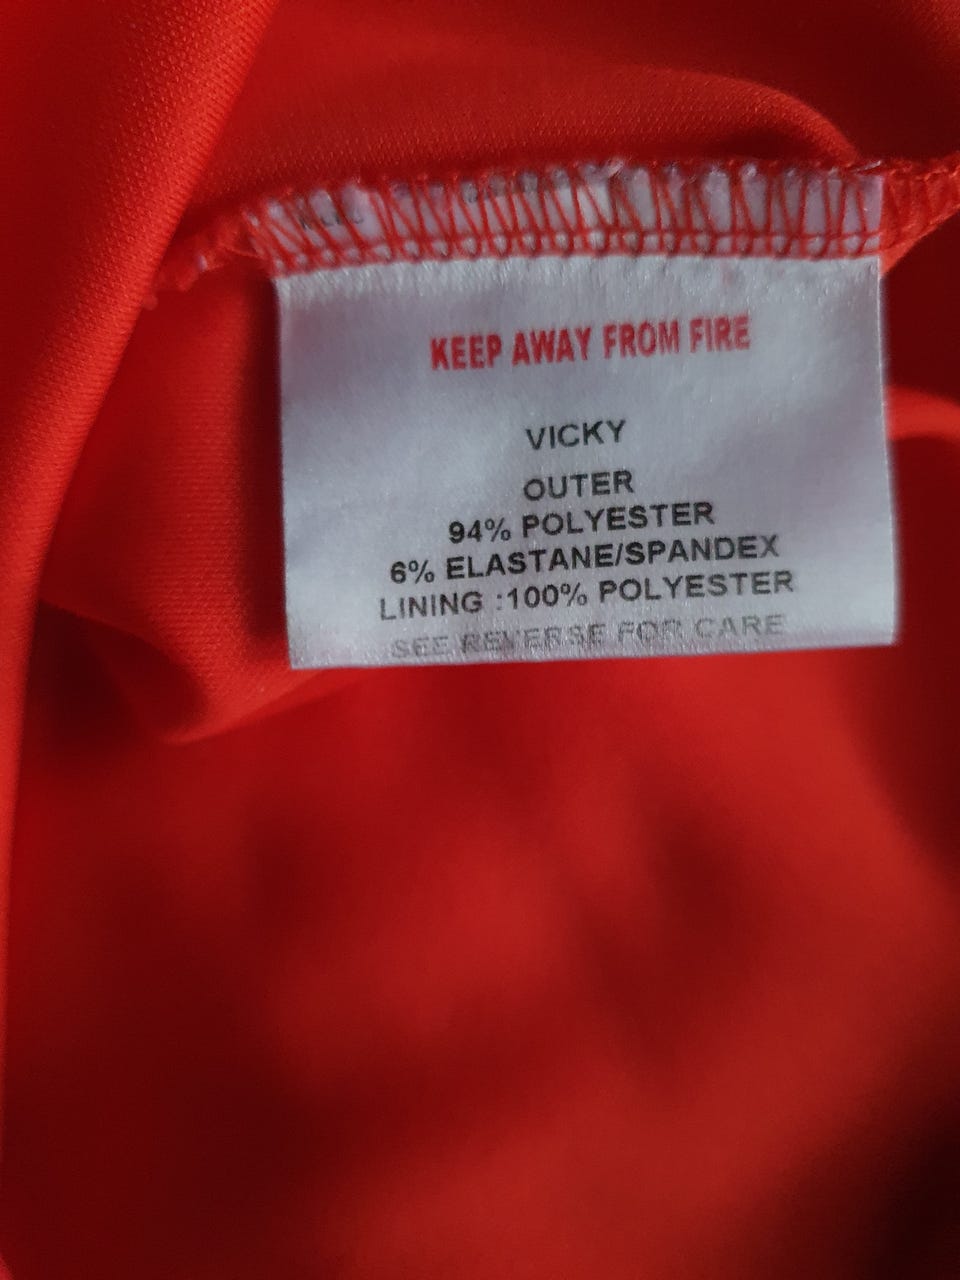 KEEP AWAY FROM FIRE
VICKY
OUTER
94% POLYESTER
6% ELASTANE/SPANDEX
LINING :100% POLYESTER
SEE REVERSE FOR CARE